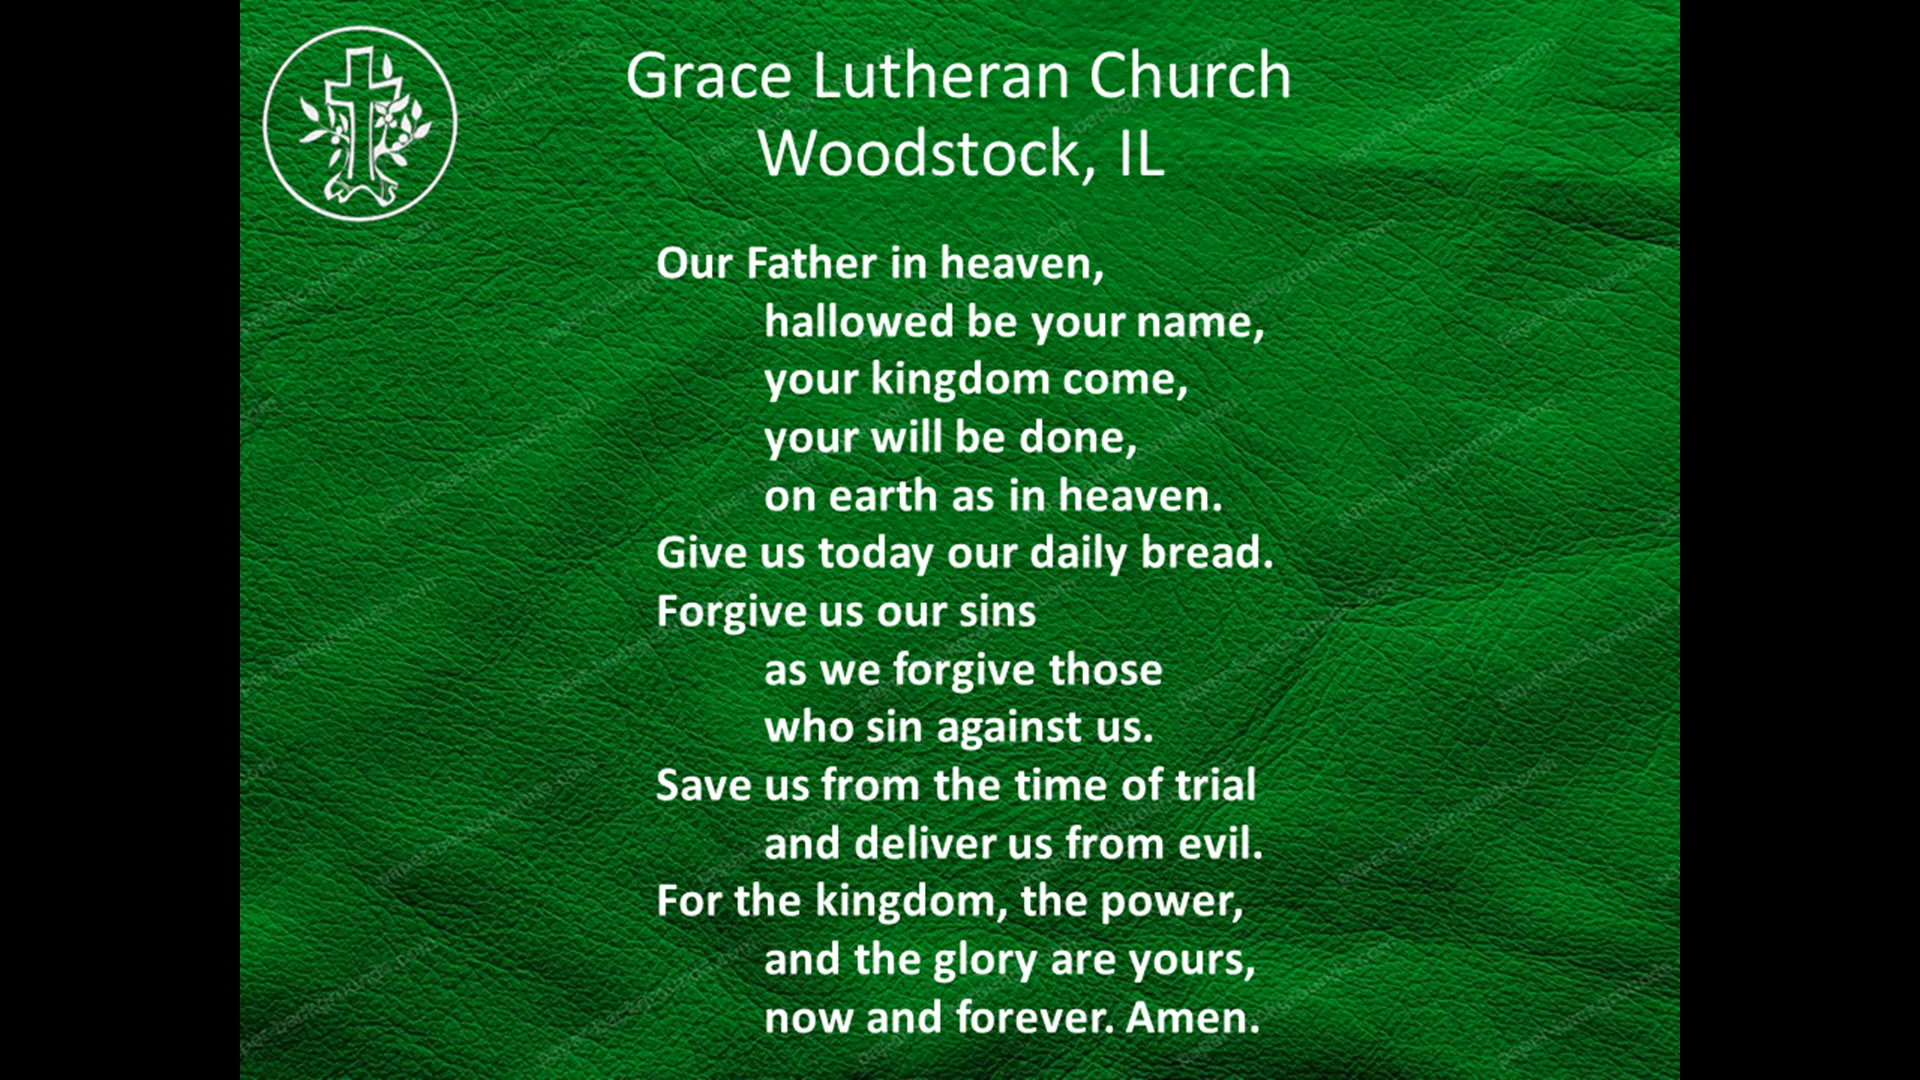 Grace Lutheran Church
Woodstock, IL
Our Father in heaven,
hallowed be your name,
your kingdom come,
your will be done,
on earth as in heaven.
Give us today our daily bread.
Forgive us our sins
as we forgive those
who sin against us.
Save us from the time of trial
and deliver us from evil.
For the kingdom, the power,
and the glory are yours,
now and forever. Amen.